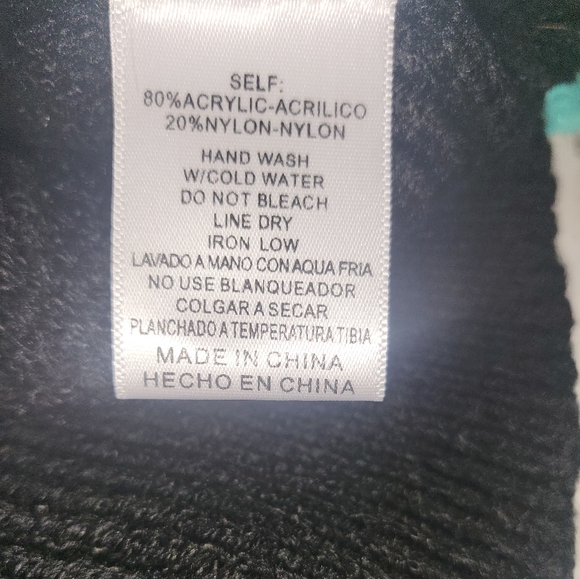 SELF:
80%ACRYLIC-ACRILICO
20%NYLON-NYLON
HAND WASH
W/COLD WATER
DO NOT BLEACH
LINE DRY
IRON LOW
LAVADO A MANO CON AQUA FRIA
NO USE BLANQUEADOR
COLGAR A SECAR
PLANCHADO A TEMPERATURA TIBIA
MADE IN CHINA
HECHO EN CHINA